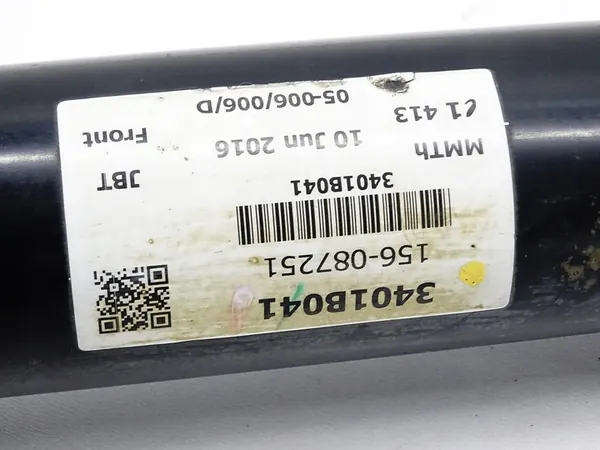 3401B041
156-087251
3401B041
MMTh 10 Jun 2016 JBT
C1 413 Front
05-006/006/D